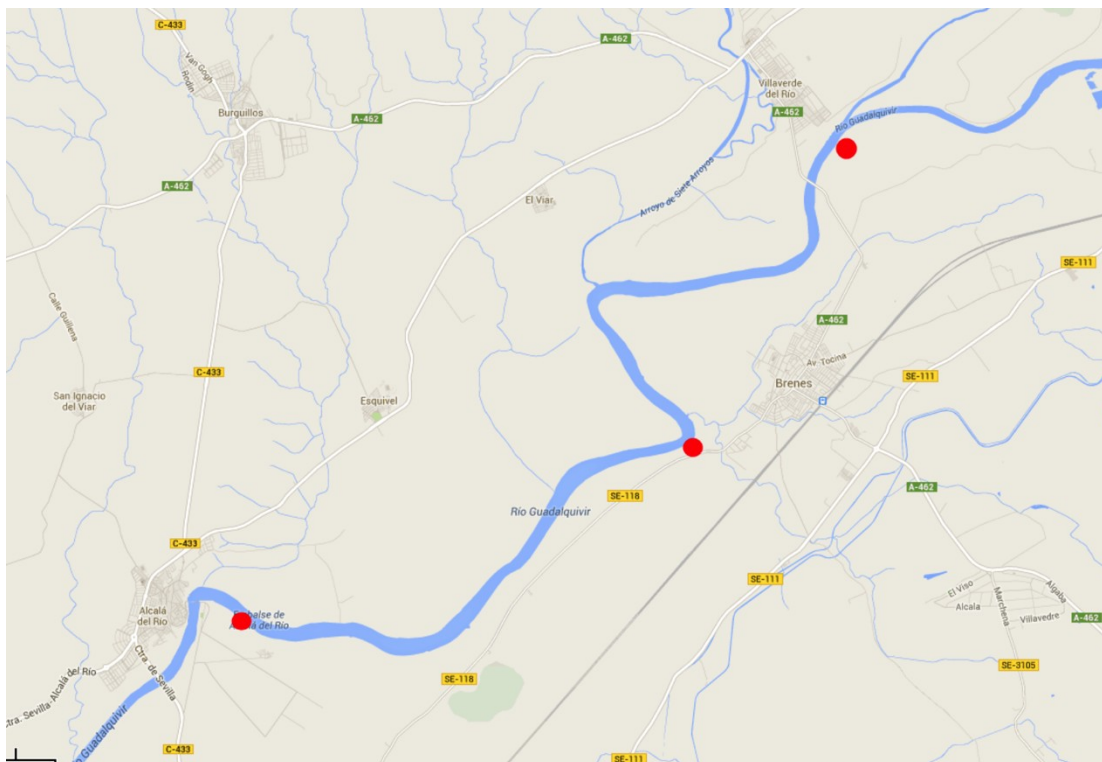 C-433
Van Gogh
Rodin
Burguillos
A-462
A-462
A-462
Villaverde
del Río
A-462
Río Guadalquivir
El Viar
Arroyo de Siete Arroyos
SE-111
Calle Guillena
A-462
C-433
Av. Tocina
SE-111
Brenes
San Ignacio
del Viar
Esquivel
SE-118
A-462
Río Guadalquivir
C-433
SE-111
El Viso
Alcala
Marchena
Algaba
Villavedre
A-462
Alcalá
del Río
Embalse de
Alcalá del Río
Ctra. de Sevilla
Ctra. Sevilla-Alcalá del Río
SE-118
SE-3105
Guadalquivir
C-433
SE-111